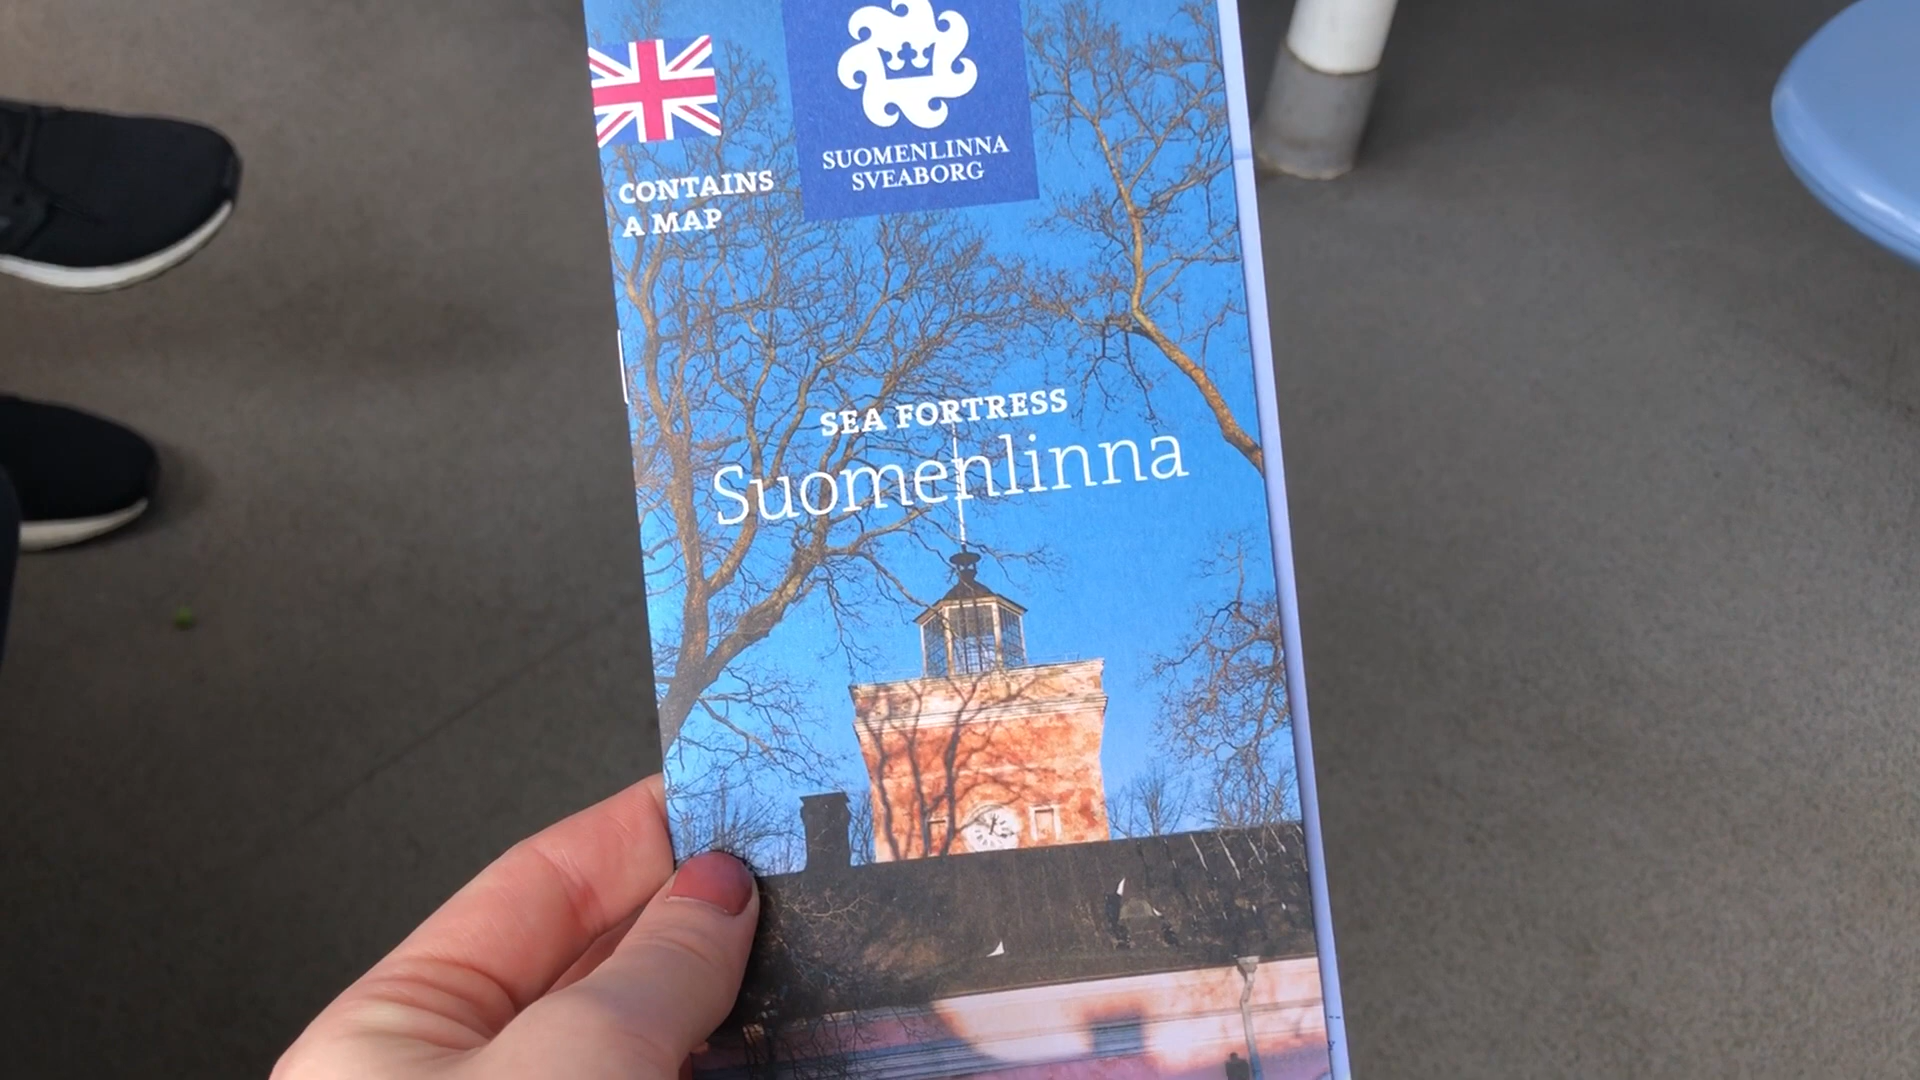 SUOMENLINNA
SVEABORG
CONTAINS
A MAP
SEA FORTRESS
Suomenlinna